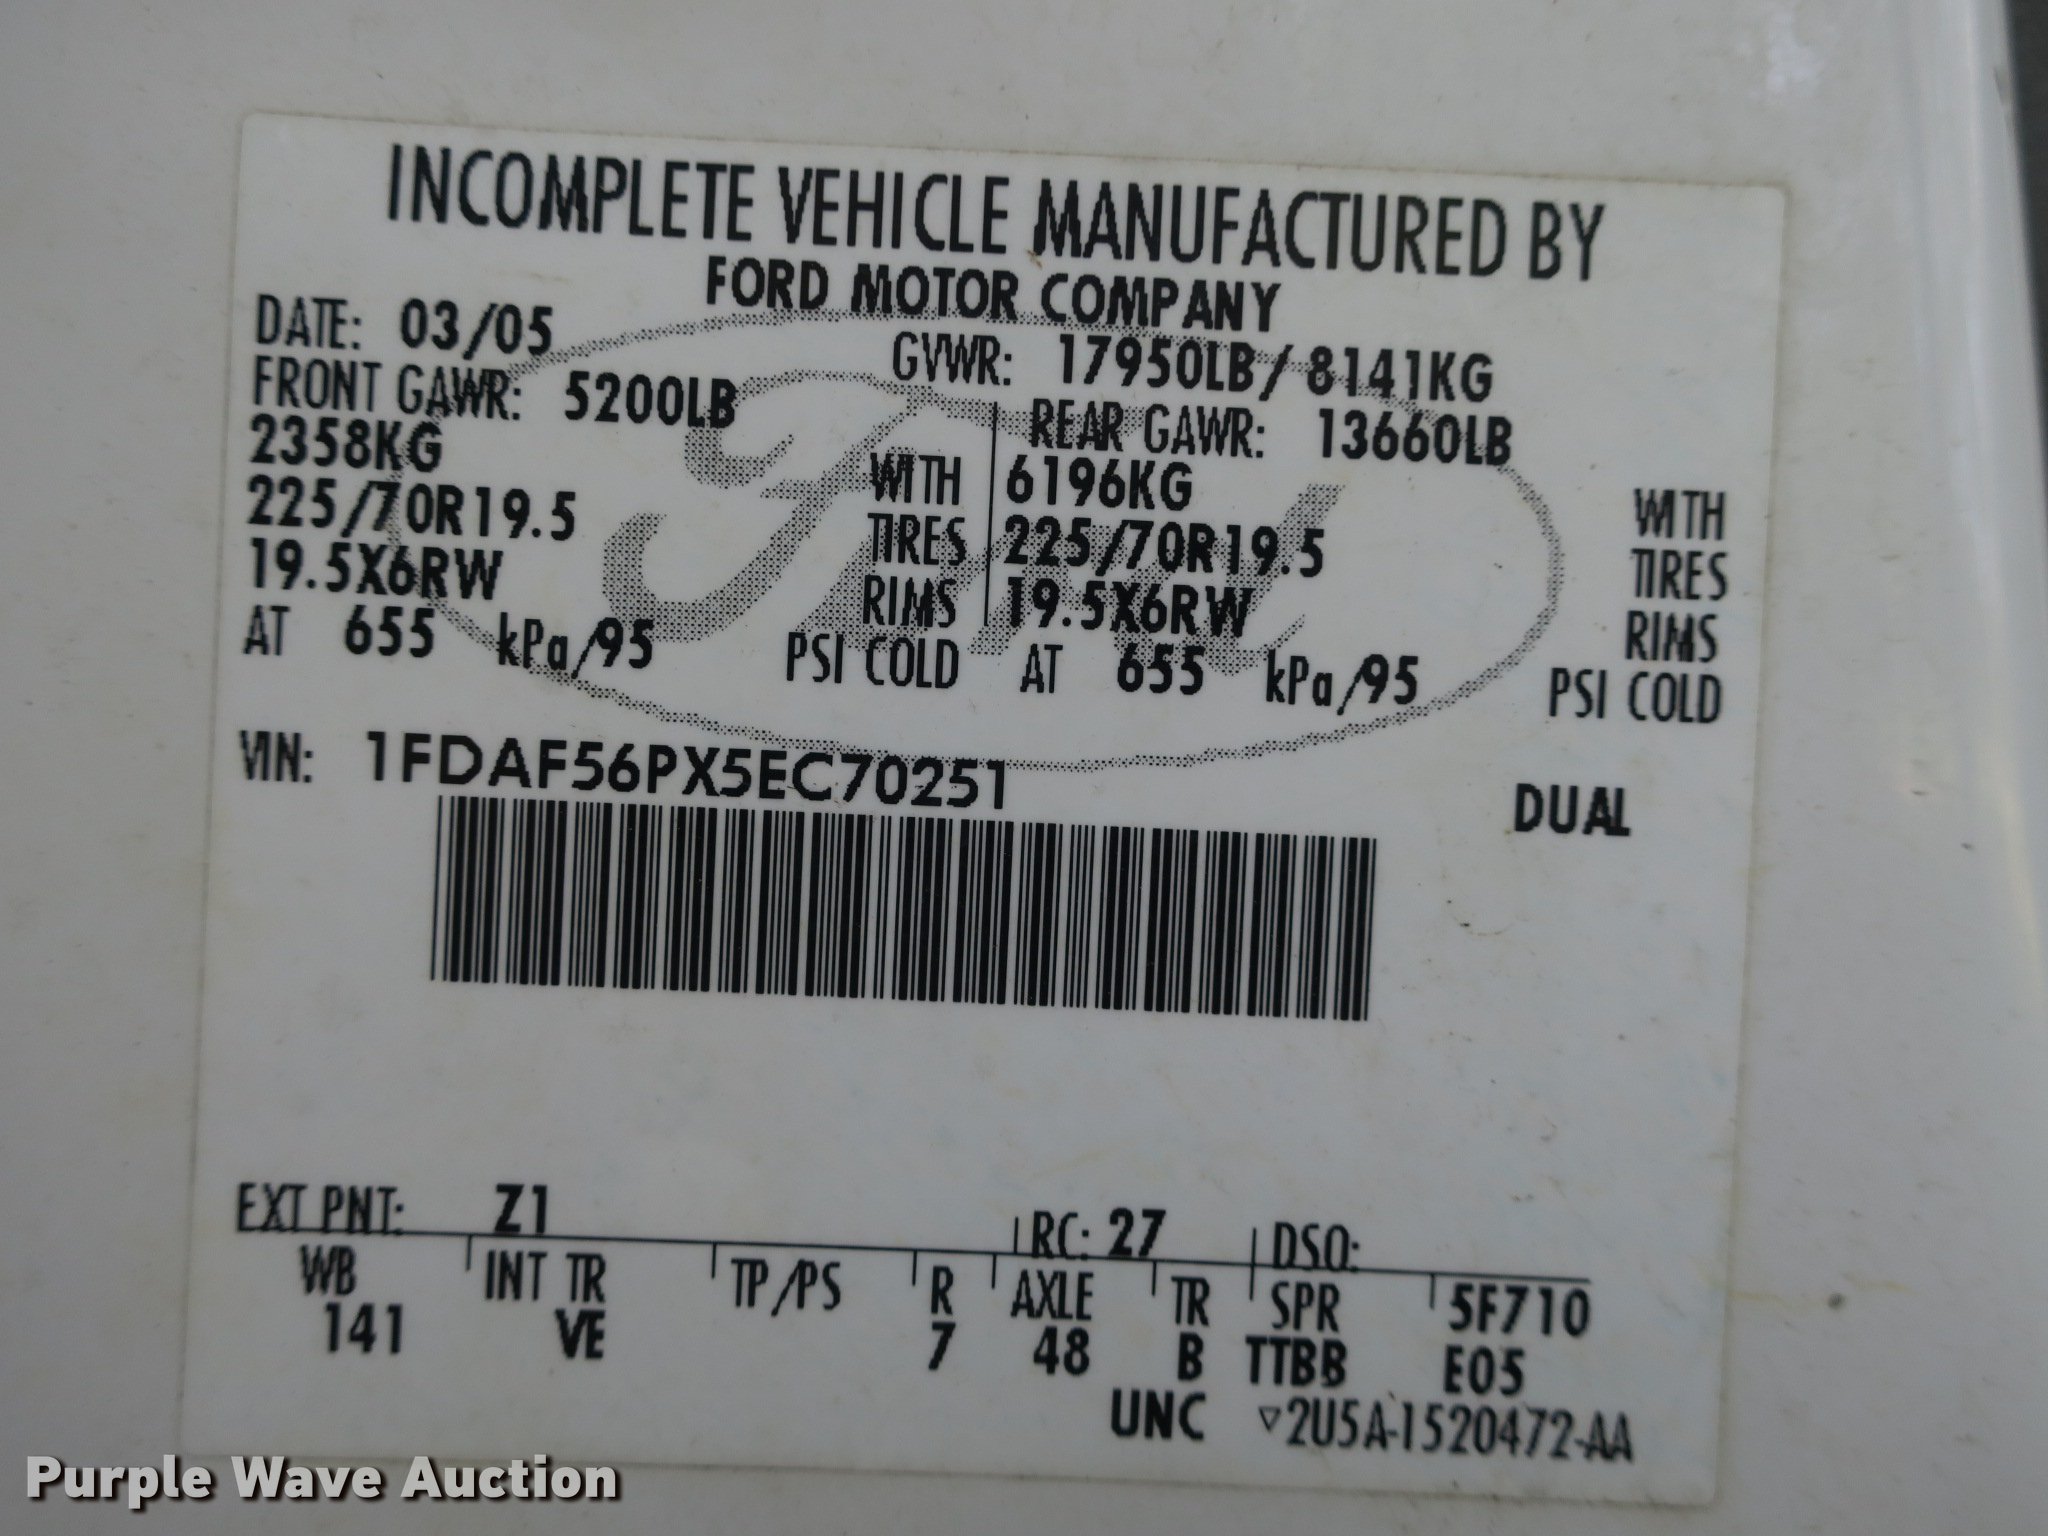 INCOMPLETE VEHICLE MANUFACTURED BY
FORD MOTOR COMPANY
DATE: 03/05 GVWR: 17950LB/ 8141KG
FRONT GAWR: 5200LB REAR GAWR: 13660LB
2358KG WITH 6196KG WITH
225/70R19.5 TIRES 225/70R19.5 TIRES
19.5X6RW RIMS 19.5X6RW RIMS
AT 655 kPa/95 PSI COLD AT 655 kPa/95 PSI COLD
VIN: 1FDAF56PX5EC70251 DUAL
EXT PNT: Z1 RC: 27 DSO:
WB INT TR TP/PS R AXLE TR SPR 5F710
141 VE 7 48 B TTBB E05
UNC ▽2U5A-1520472-AA
Ford
Purple Wave Auction